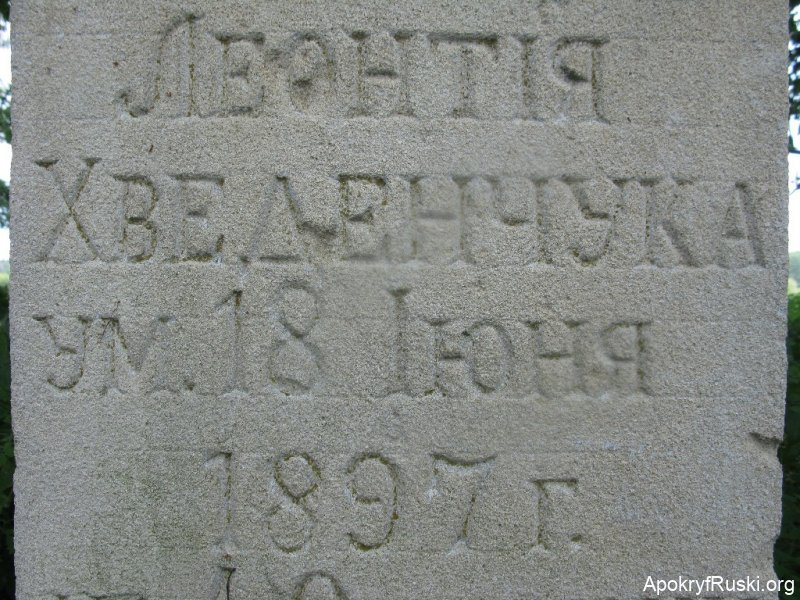 Леонтія
Хведенчука
ум. 18 Іюня
1897 г.
ApokryfRuski.org